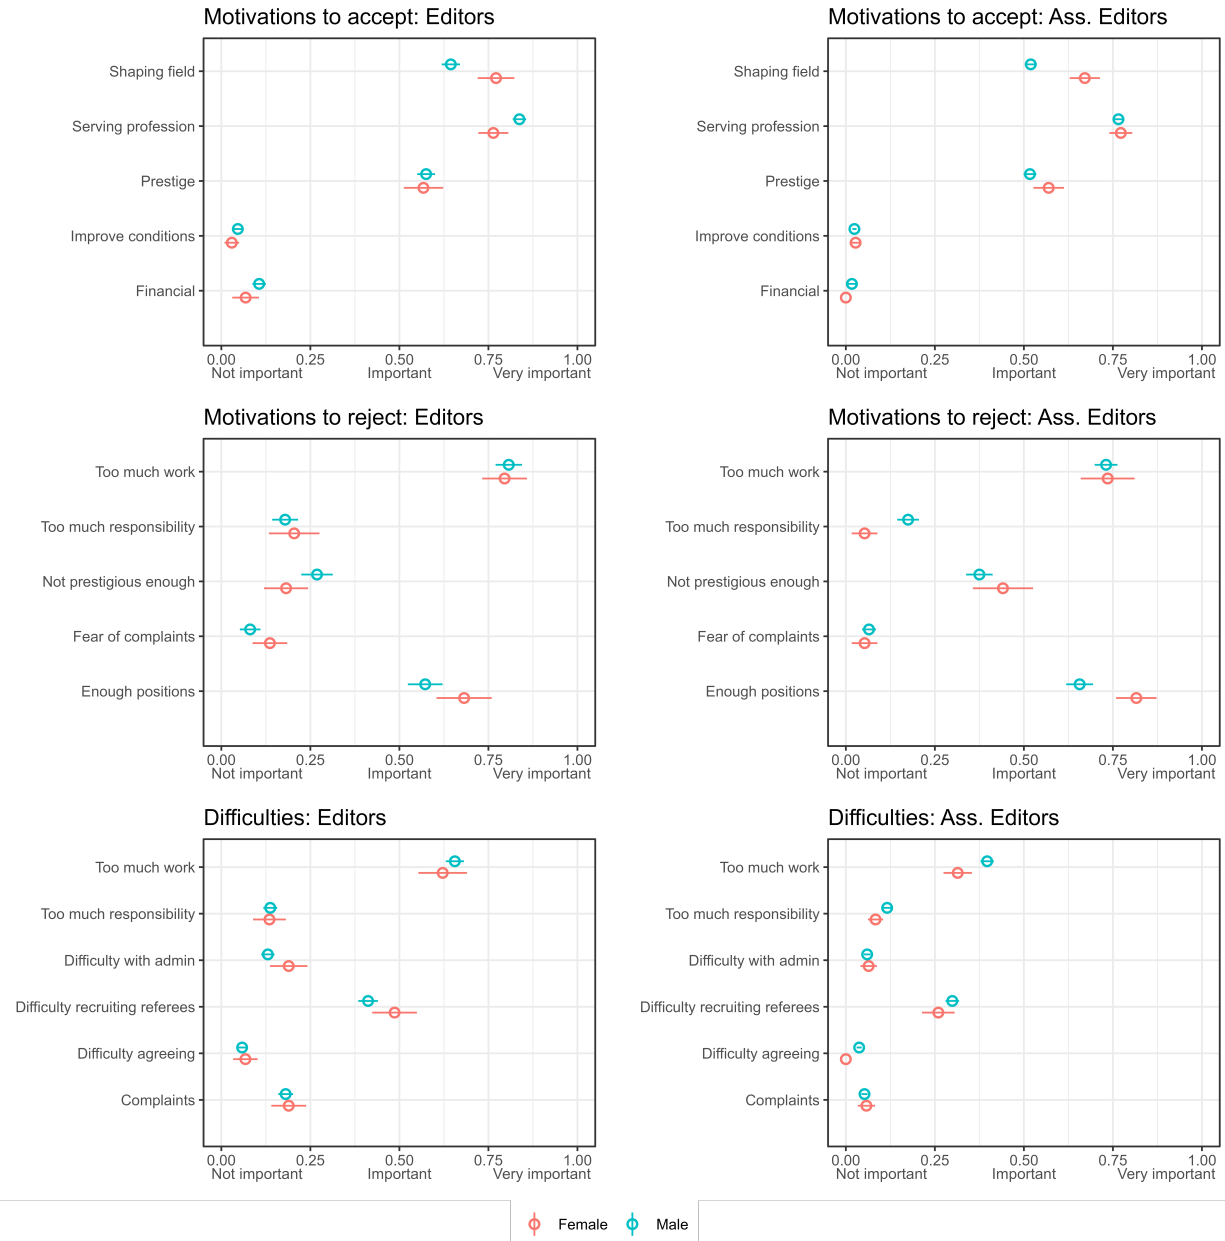 Motivations to accept: Editors
Shaping field
Serving profession
Prestige
Improve conditions
Financial
0.00 0.25 0.50 0.75 1.00
Not important Important Very important
Motivations to accept: Ass. Editors
Shaping field
Serving profession
Prestige
Improve conditions
Financial
0.00 0.25 0.50 0.75 1.00
Not important Important Very important
Motivations to reject: Editors
Too much work
Too much responsibility
Not prestigious enough
Fear of complaints
Enough positions
0.00 0.25 0.50 0.75 1.00
Not important Important Very important
Motivations to reject: Ass. Editors
Too much work
Too much responsibility
Not prestigious enough
Fear of complaints
Enough positions
0.00 0.25 0.50 0.75 1.00
Not important Important Very important
Difficulties: Editors
Too much work
Too much responsibility
Difficulty with admin
Difficulty recruiting referees
Difficulty agreeing
Complaints
0.00 0.25 0.50 0.75 1.00
Not important Important Very important
Difficulties: Ass. Editors
Too much work
Too much responsibility
Difficulty with admin
Difficulty recruiting referees
Difficulty agreeing
Complaints
0.00 0.25 0.50 0.75 1.00
Not important Important Very important
Female Male